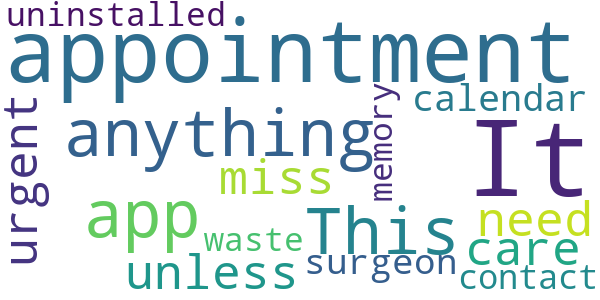 uninstalled
appointment
urgent
anything
memory
calendar
It
miss
app
This
need
waste
care
unless
surgeon
contact